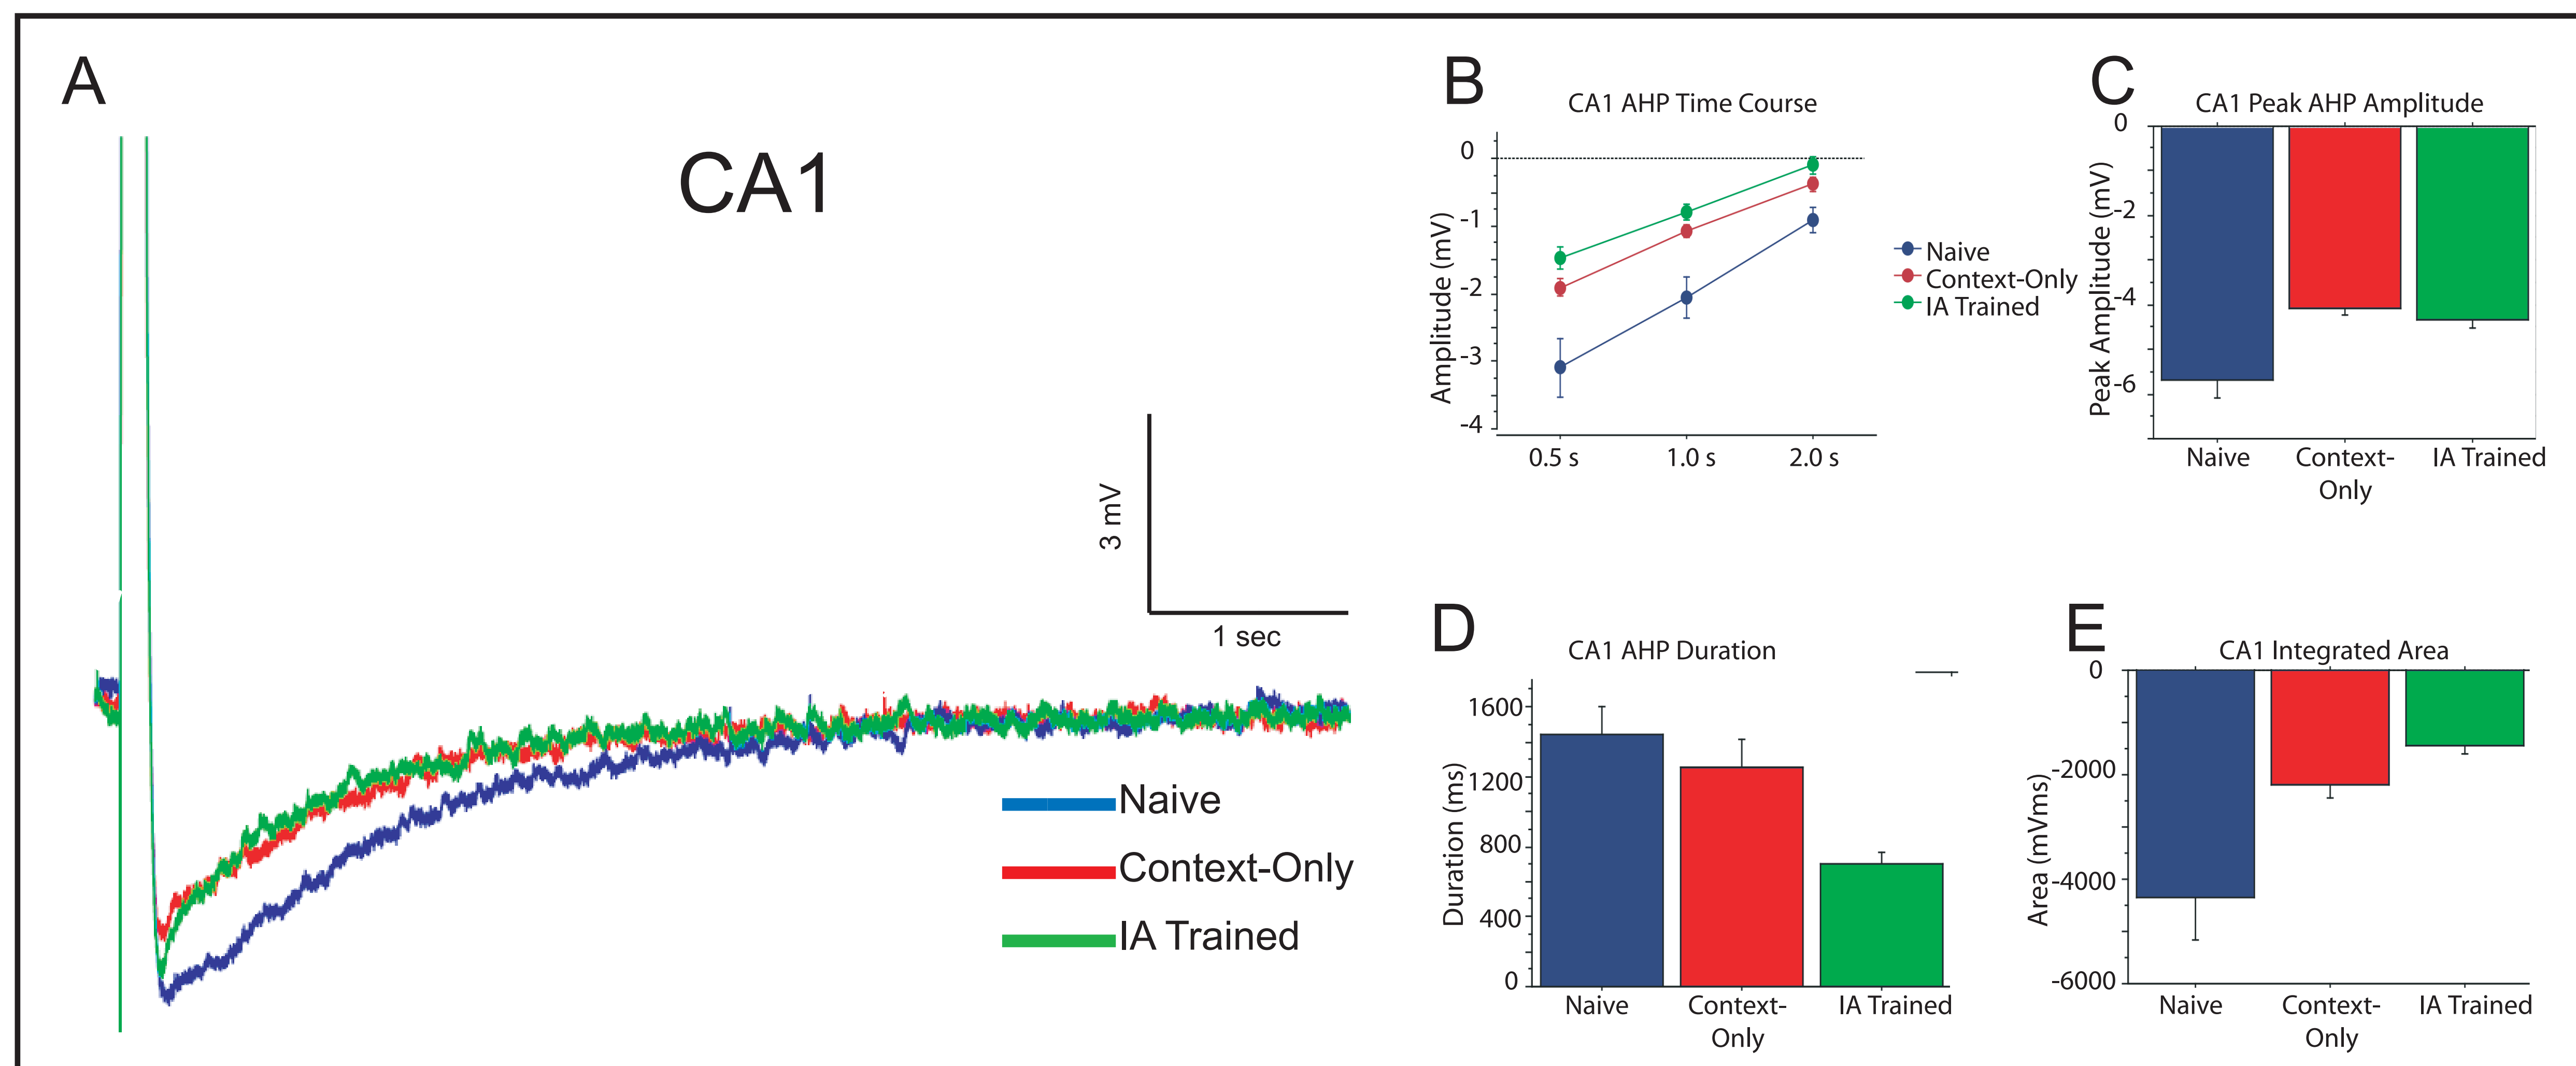 A
CA1
3 mV
1 sec
Naive
Context-Only
IA Trained
B
CA1 AHP Time Course
Amplitude (mV)
0
-1
-2
-3
-4
0.5 s 1.0 s 2.0 s
Naive
Context-Only
IA Trained
C
CA1 Peak AHP Amplitude
Peak Amplitude (mV)
0
-2
-4
-6
Naive Context- IA Trained
Only
D
CA1 AHP Duration
Duration (ms)
1600
1200
800
400
0
Naive Context- IA Trained
Only
E
CA1 Integrated Area
Area (mVms)
0
-2000
-4000
-6000
Naive Context- IA Trained
Only